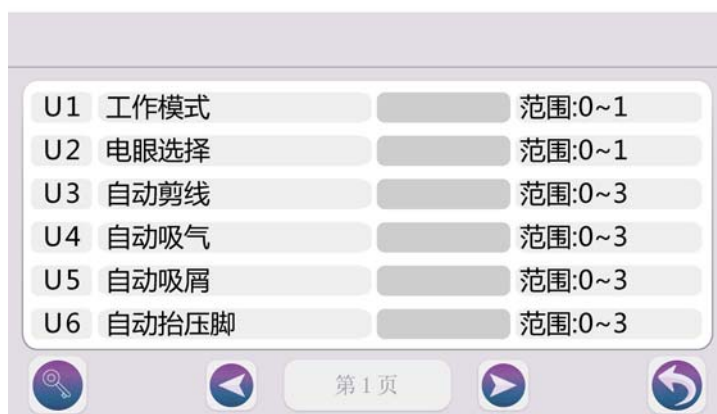 U1 工作模式 范围:0~1
U2 电眼选择 范围:0~1
U3 自动剪线 范围:0~3
U4 自动吸气 范围:0~3
U5 自动吸屑 范围:0~3
U6 自动抬压脚 范围:0~3
第1页